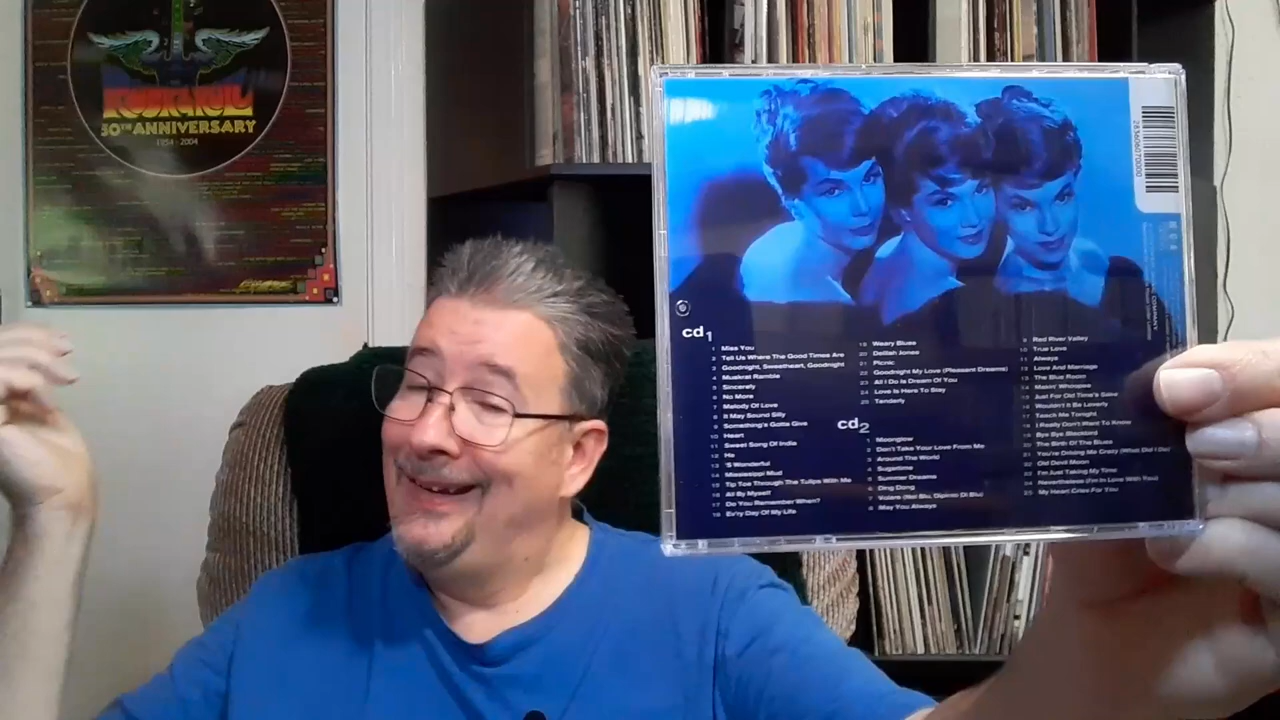 50TH ANNIVERSARY
1954 - 2004
cd1
1 Miss You
2 Tell Us Where The Good Times Are
3 Goodnight, Sweetheart, Goodnight
4 Muskrat Ramble
5 Sincerely
6 No More
7 Melody Of Love
8 It May Sound Silly
9 Something's Gotta Give
10 Heart
11 Sweet Song Of India
12 He
13 'S Wonderful
14 Mississippi Mud
15 Tip Toe Through The Tulips With Me
16 All By Myself
17 Do You Remember When?
18 Ev'ry Day Of My Life
19 Weary Blues
20 Delilah Jones
21 Picnic
22 Goodnight My Love (Pleasant Dreams)
23 All I Do Is Dream Of You
24 Love Is Here To Stay
25 Tenderly
cd2
1 Moonglow
2 Don't Take Your Love From Me
3 Around The World
4 Sugartime
5 Summer Dreams
6 Ding Dong
7 Volare (Nel Blu, Dipinto Di Blu)
8 May You Always
9 Red River Valley
10 True Love
11 Always
12 Love And Marriage
13 The Blue Room
14 Makin' Whoopee
15 Just For Old Time's Sake
16 Wouldn't It Be Loverly
17 Teach Me Tonight
18 I Really Don't Want To Know
19 Bye Bye Blackbird
20 The Birth Of The Blues
21 You're Driving Me Crazy (What Did I Do)
22 Old Devil Moon
23 I'm Just Taking My Time
24 Nevertheless (I'm In Love With You)
25 My Heart Cries For You